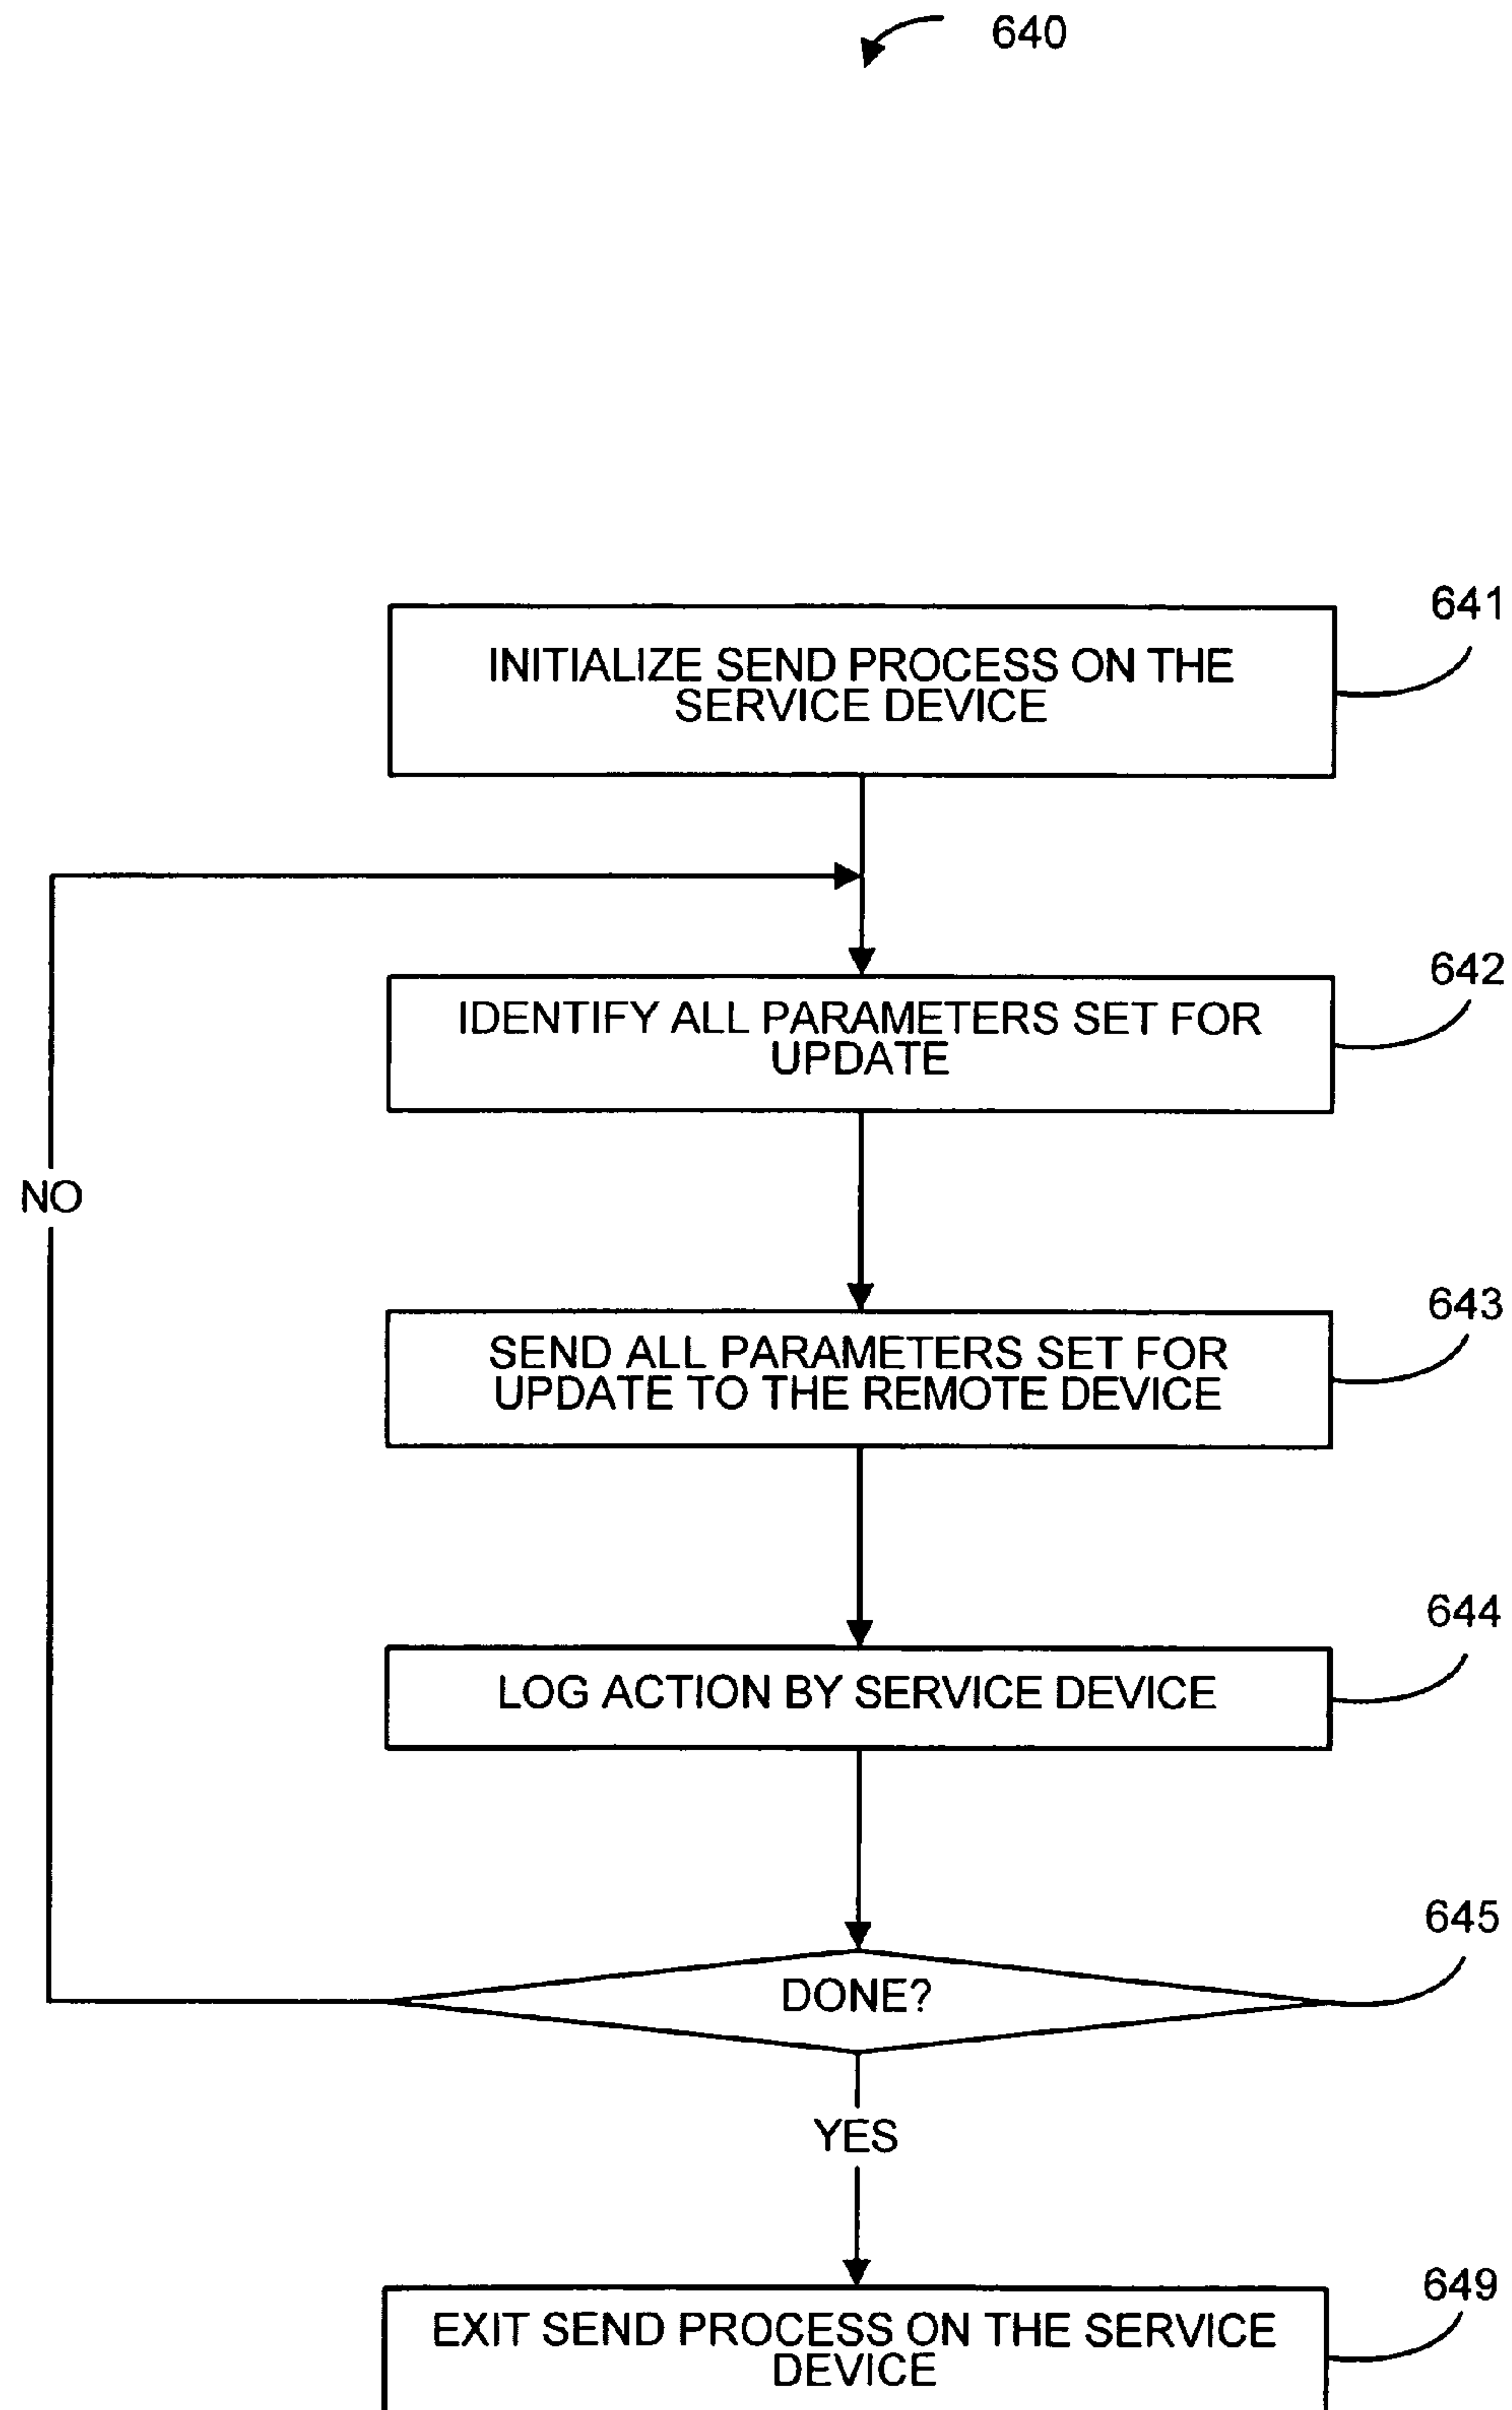 640
641
INITIALIZE SEND PROCESS ON THE
SERVICE DEVICE
642
IDENTIFY ALL PARAMETERS SET FOR
UPDATE
NO
643
SEND ALL PARAMETERS SET FOR
UPDATE TO THE REMOTE DEVICE
644
LOG ACTION BY SERVICE DEVICE
645
DONE?
YES
649
EXIT SEND PROCESS ON THE SERVICE
DEVICE